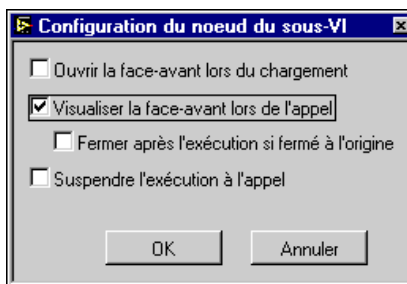 Configuration du noeud du sous-VI
Ouvrir la face-avant lors du chargement
Visualiser la face-avant lors de l'appel
Fermer après l'exécution si fermé à l'origine
Suspendre l'exécution à l'appel
OK Annuler